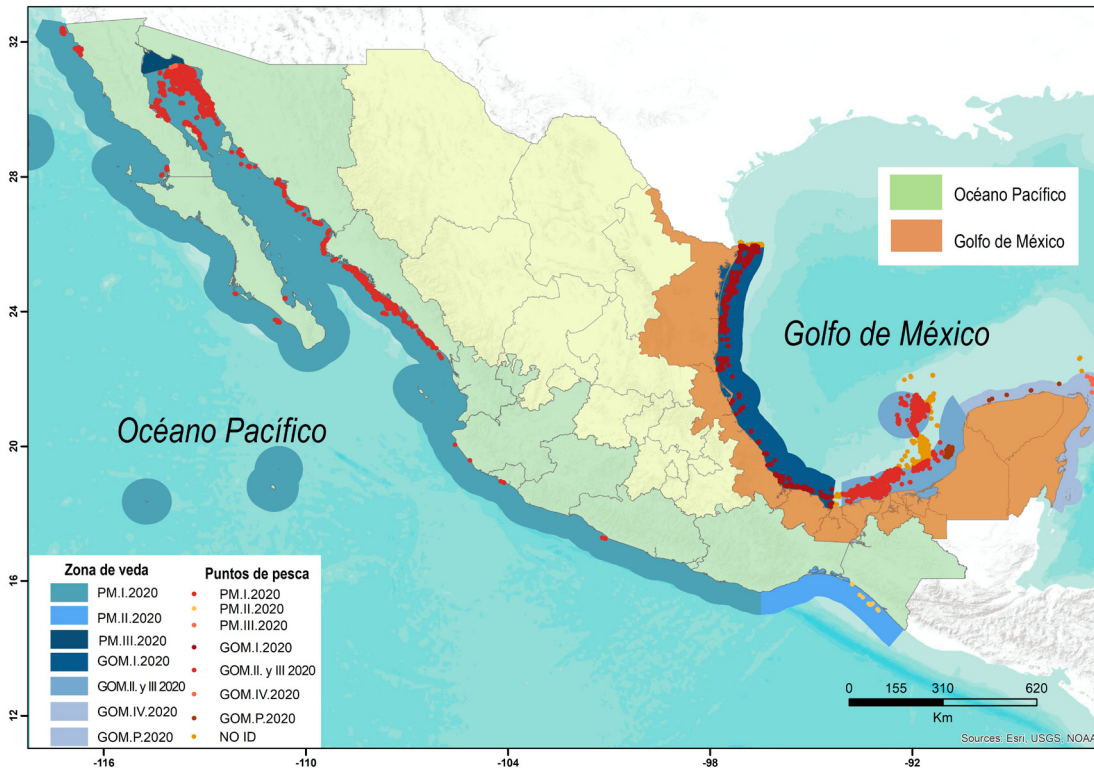 32
28
24
20
16
12
Océano Pacífico
Golfo de México
Golfo de México
Océano Pacífico
Zona de veda
PM.I.2020
PM.II.2020
PM.III.2020
GOM.I.2020
GOM.II. y III 2020
GOM.IV.2020
GOM.P.2020
Puntos de pesca
PM.I.2020
PM.II.2020
PM.III.2020
GOM.I.2020
GOM.II. y III 2020
GOM.IV.2020
GOM.P.2020
NO ID
0 155 310 620
Km
Sources: Esri, USGS, NOAA
-116 -110 -104 -98 -92